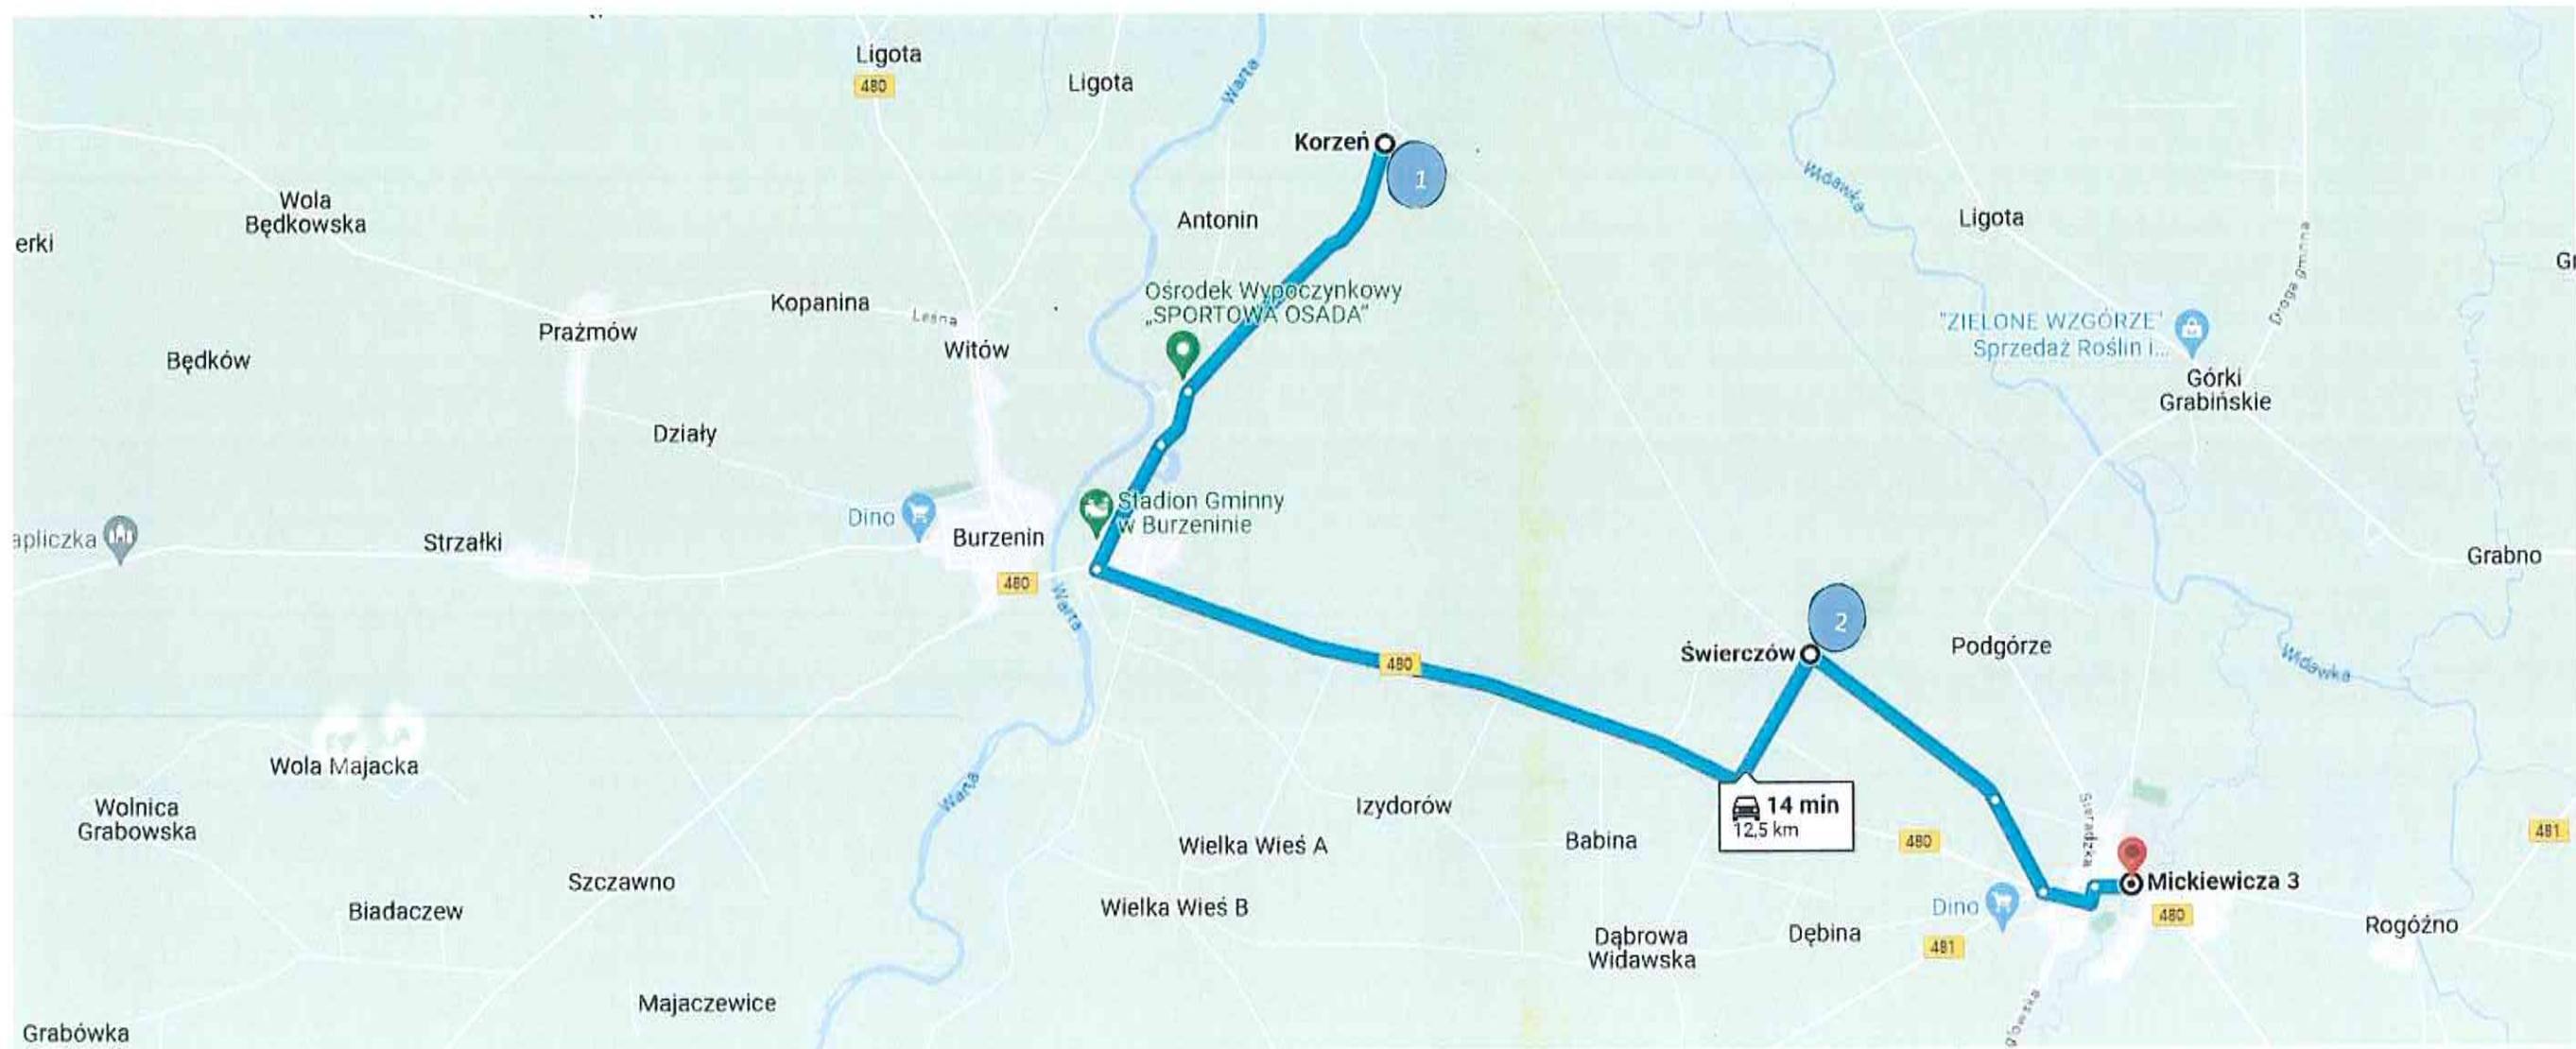 Ligota
480
Ligota
Warta
Korzeń
1
Wola
Będkowska
Antonin
Widawka
Ligota
erki
Droga gminna
Ośrodek Wypoczynkowy
„SPORTOWA OSADA”
Kopanina
Leśna
Prażmów
Witów
Będków
"ZIELONE WZGÓRZE"
Sprzedaż Roślin i...
Górki
Grabińskie
Działy
Stadion Gminny
w Burzeninie
Dino
Burzenin
apliczka
Strzałki
480
Warta
Grabno
2
Świerczów
Podgórze
480
Widawka
Wola Majacka
Warta
Wolnica
Grabowska
Izydorów
14 min
12,5 km
Sieradzka
Wielka Wieś A
Babina
480
481
Szczawno
Mickiewicza 3
Biadaczew
Wielka Wieś B
Dino
480
Rogóźno
Dąbrowa
Widawska
Dębina
481
Majaczewice
Grabówka